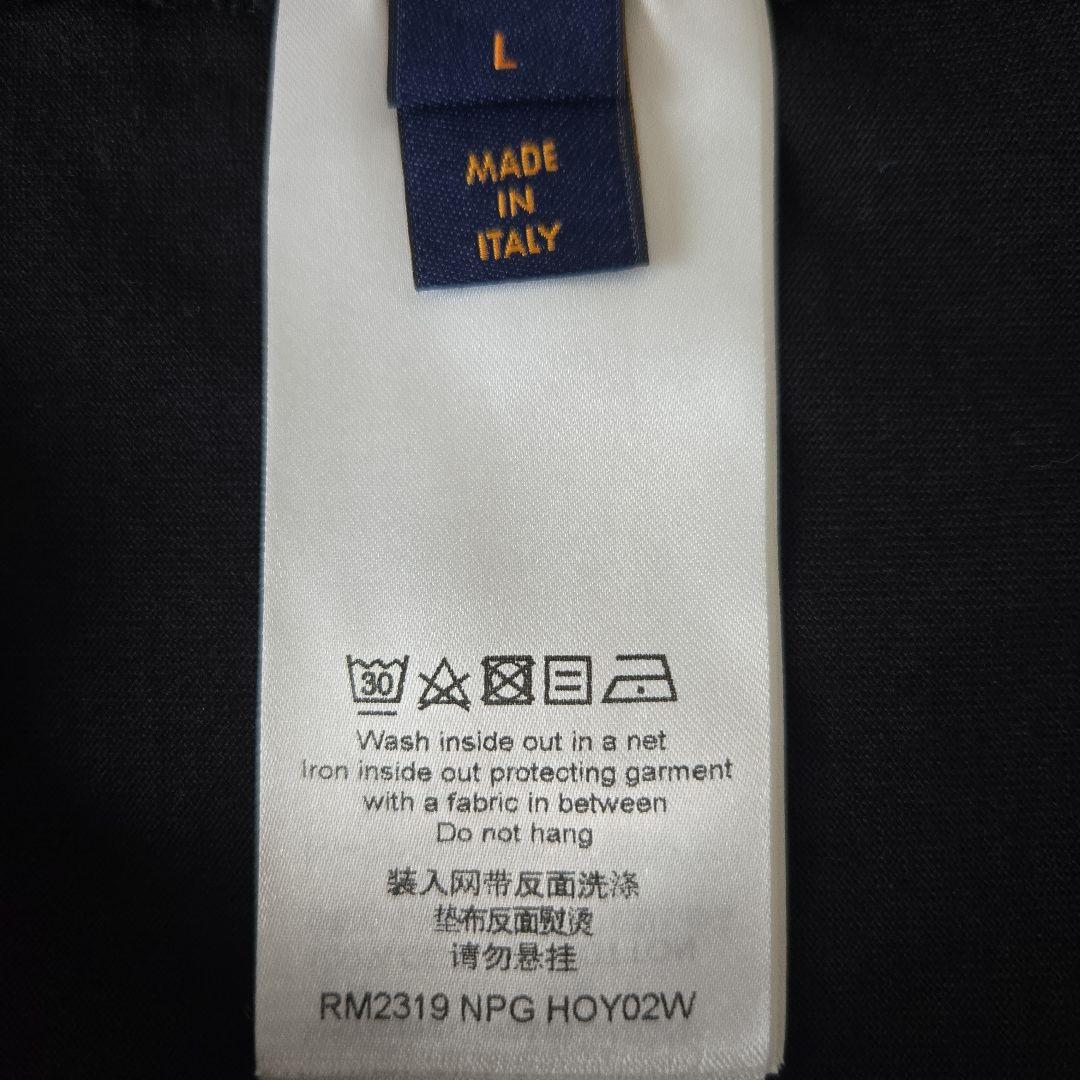 L
MADE
IN
ITALY
30
Wash inside out in a net
Iron inside out protecting garment
with a fabric in between
Do not hang
装入网带反面洗涤
垫布反面熨烫
请勿悬挂
RM2319 NPG HOY02W